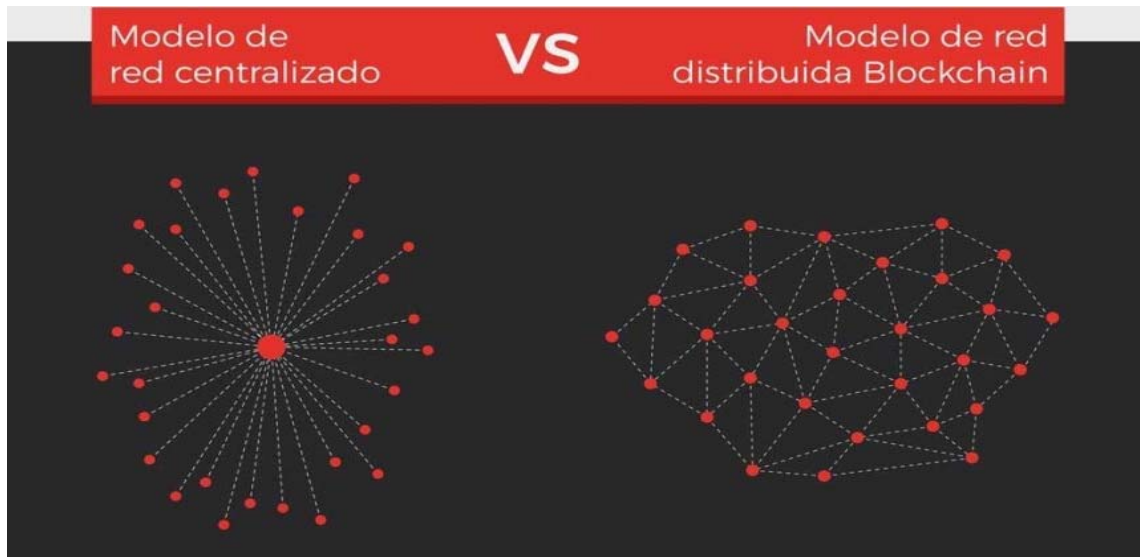 Modelo de
red centralizado
VS
Modelo de red
distribuida Blockchain